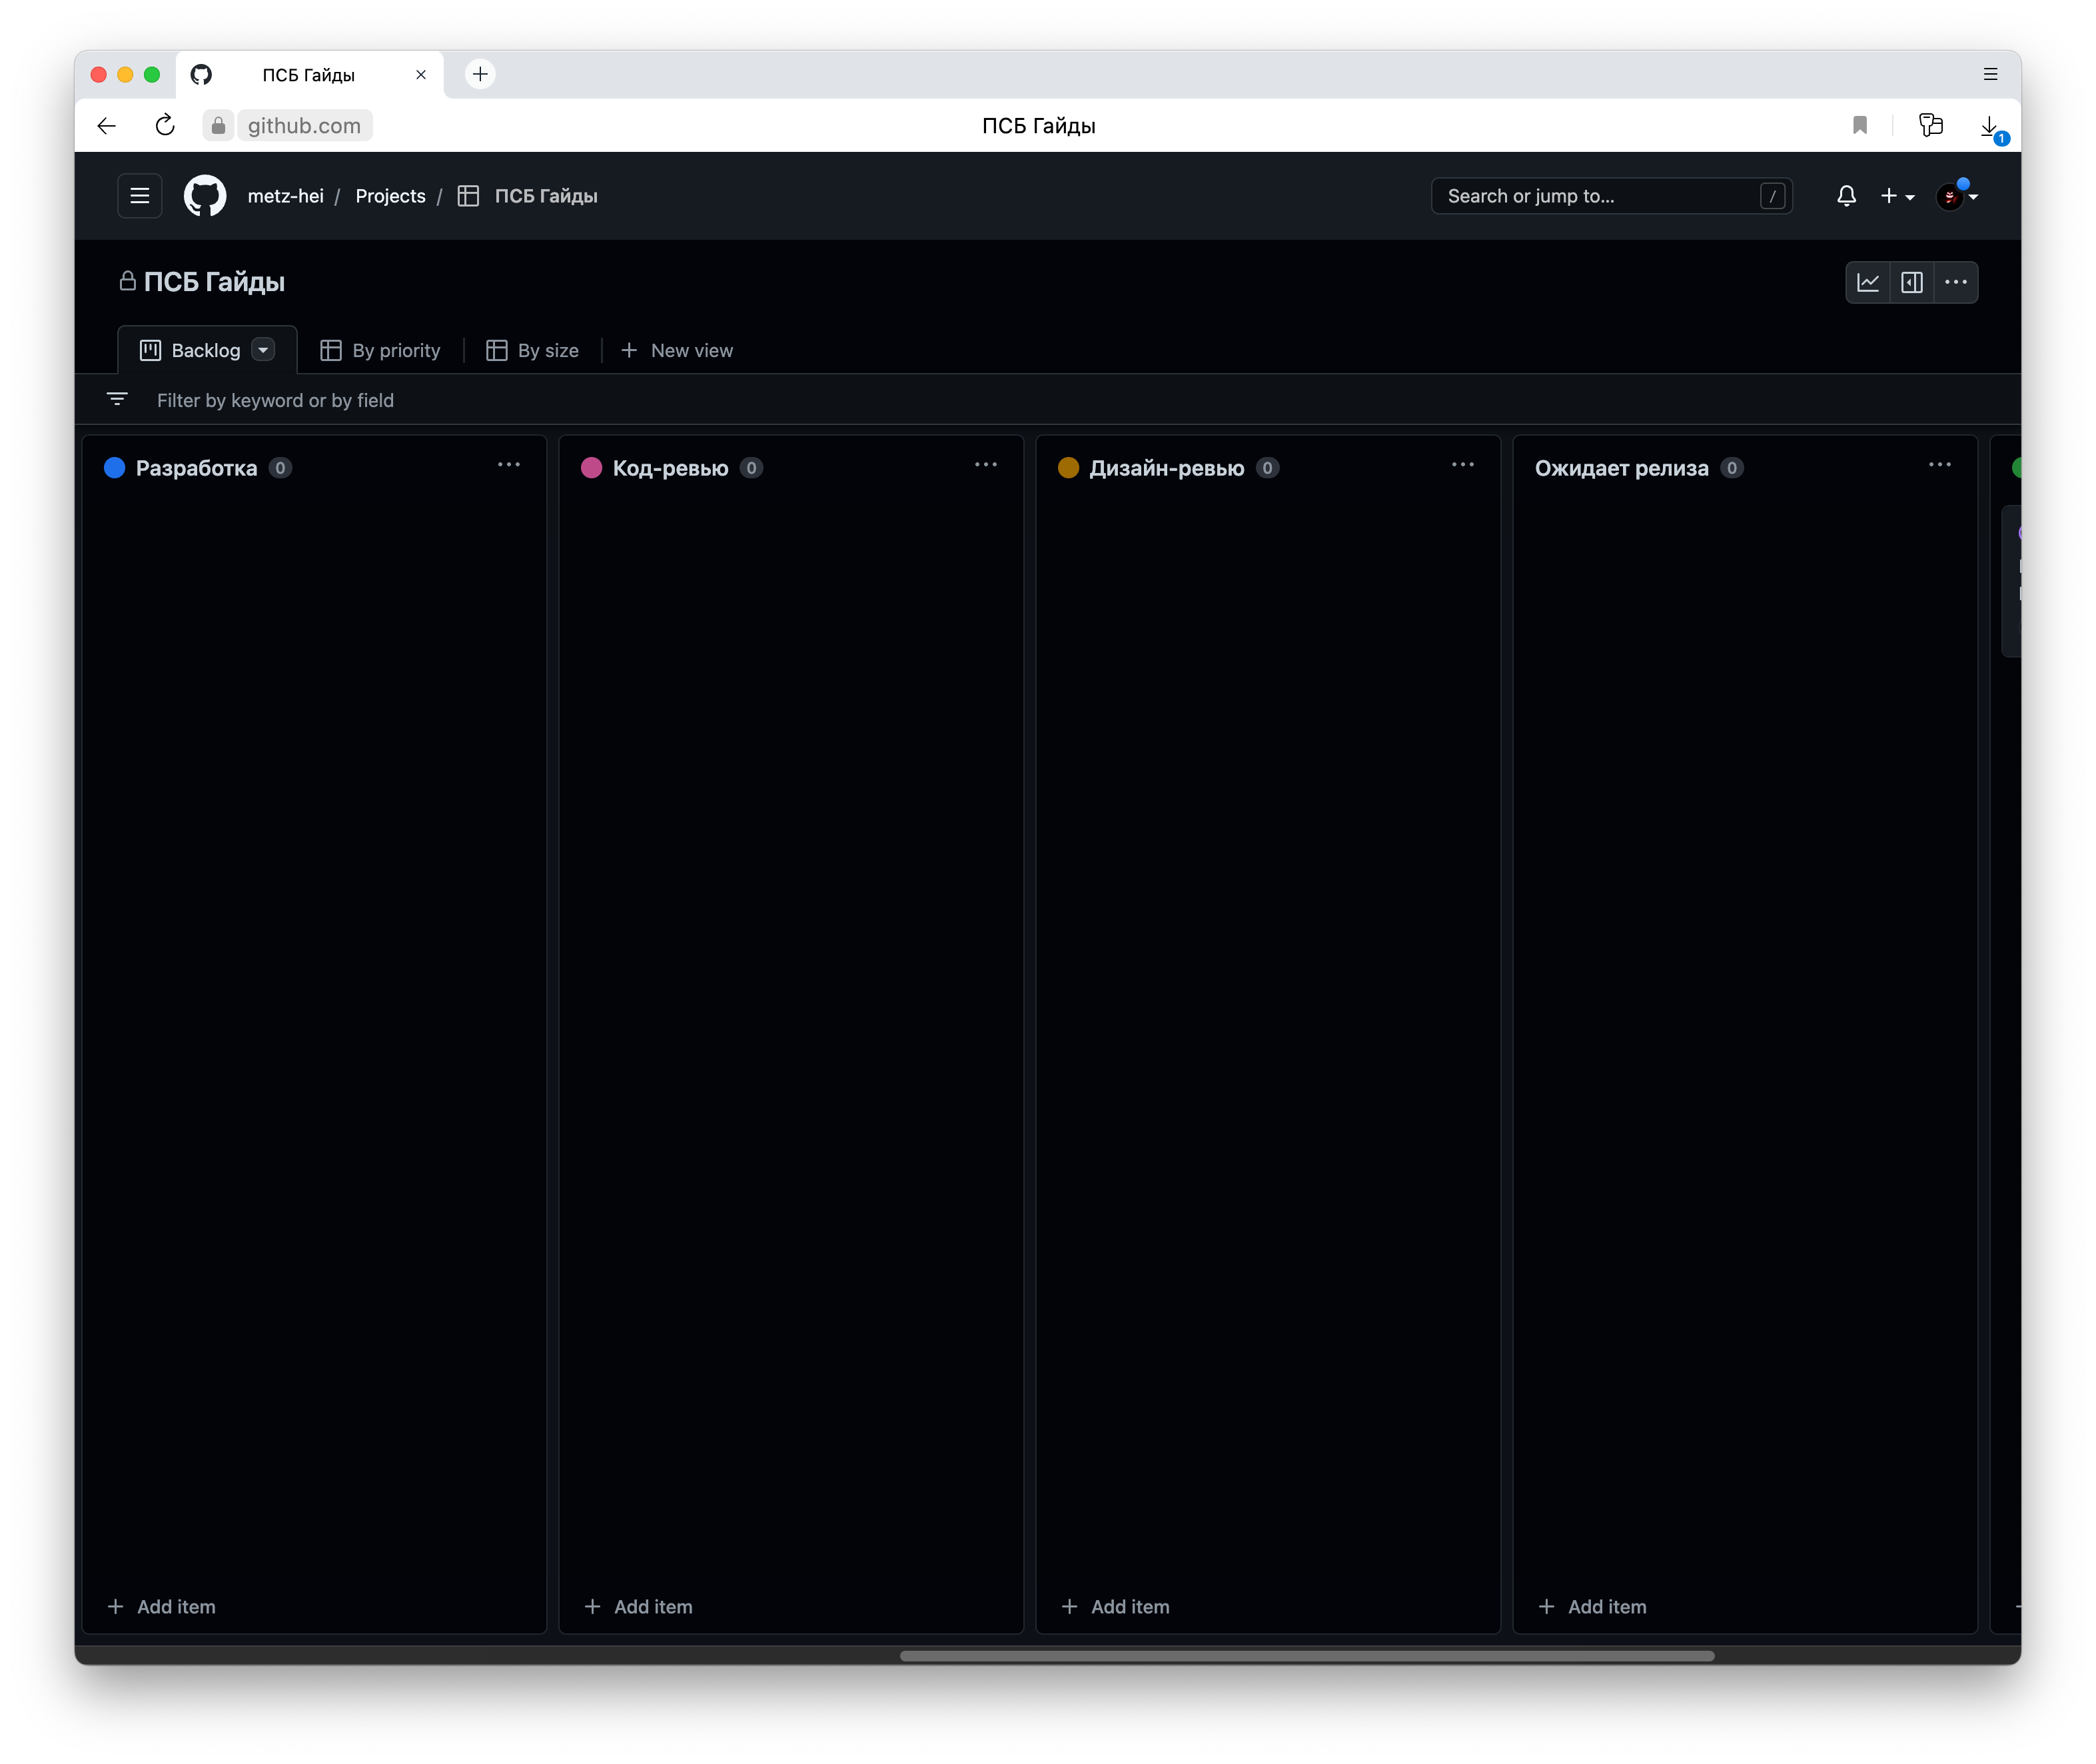 ПСБ Гайды
github.com
ПСБ Гайды
1
metz-hei / Projects / ПСБ Гайды
Search or jump to... /
ПСБ Гайды
Backlog
By priority
By size
New view
Filter by keyword or by field
Разработка 0
Код-ревью 0
Дизайн-ревью 0
Ожидает релиза 0
Add item
Add item
Add item
Add item